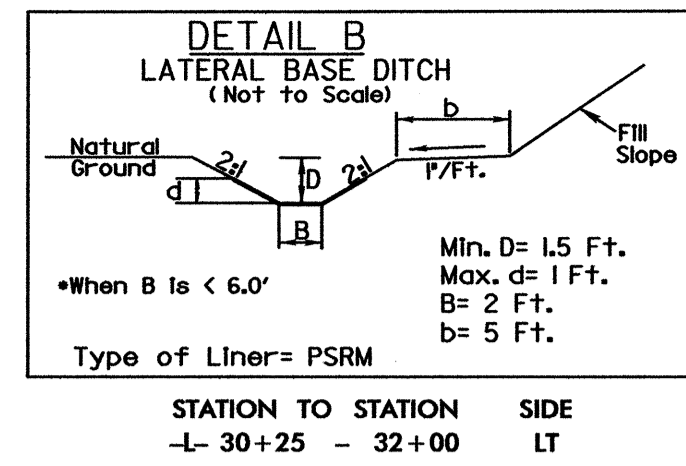 DETAIL B
LATERAL BASE DITCH
(Not to Scale)
b
Natural
Ground
2:1
D
2:1
1"/Ft.
Fill
Slope
d
B
Min. D= 1.5 Ft.
Max. d= 1 Ft.
B= 2 Ft.
b= 5 Ft.
*When B is < 6.0'
Type of Liner= PSRM
STATION TO STATION SIDE
-L- 30+25 - 32+00 LT